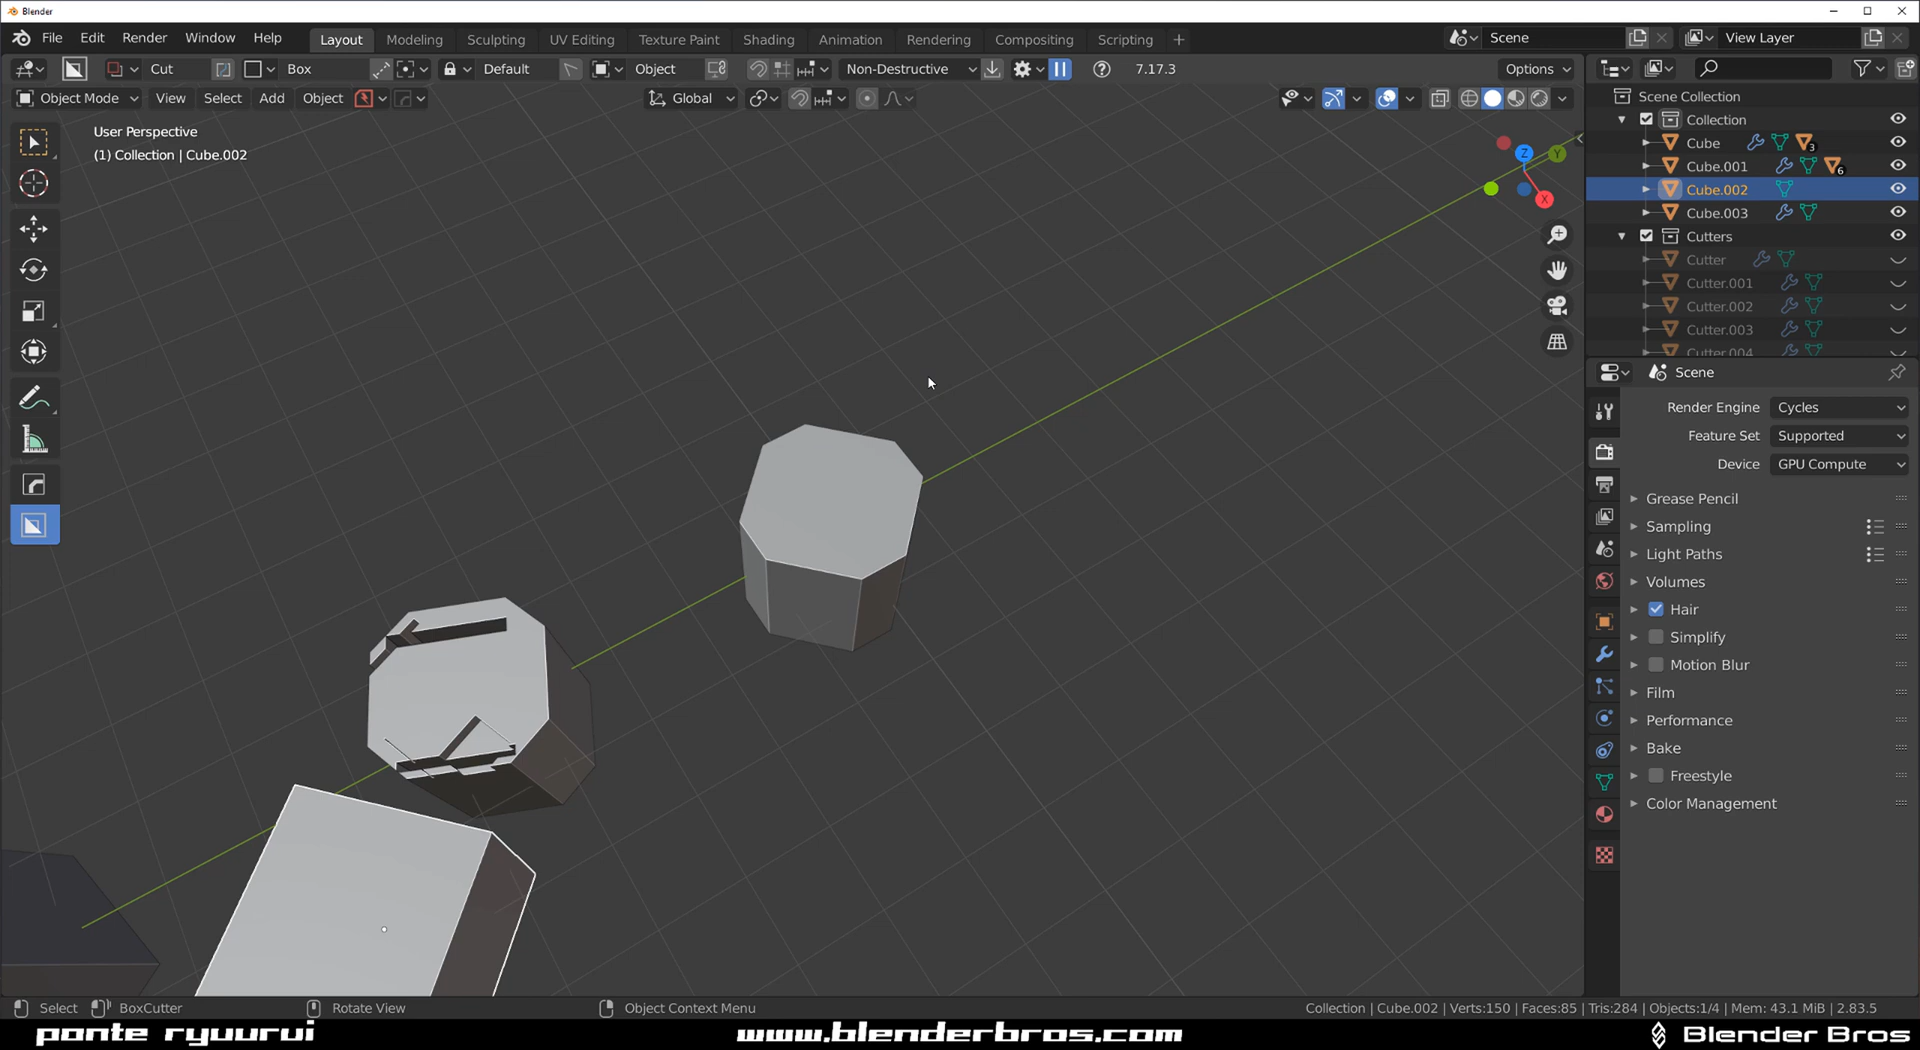 Blender
File Edit Render Window Help Layout Modeling Sculpting UV Editing Texture Paint Shading Animation Rendering Compositing Scripting + Scene View Layer
Cut Box Default Object Non-Destructive 7.17.3 Options
Object Mode View Select Add Object Global
User Perspective
(1) Collection | Cube.002
Z Y X
Scene Collection
Collection
Cube 3
Cube.001 6
Cube.002
Cube.003
Cutters
Cutter
Cutter.001
Cutter.002
Cutter.003
Cutter.004
Scene
Render Engine Cycles
Feature Set Supported
Device GPU Compute
Grease Pencil
Sampling
Light Paths
Volumes
Hair
Simplify
Motion Blur
Film
Performance
Bake
Freestyle
Color Management
Select BoxCutter Rotate View Object Context Menu Collection | Cube.002 | Verts:150 | Faces:85 | Tris:284 | Objects:1/4 | Mem: 43.1 MiB | 2.83.5
ponte ryuurui www.blenderbros.com Blender Bros